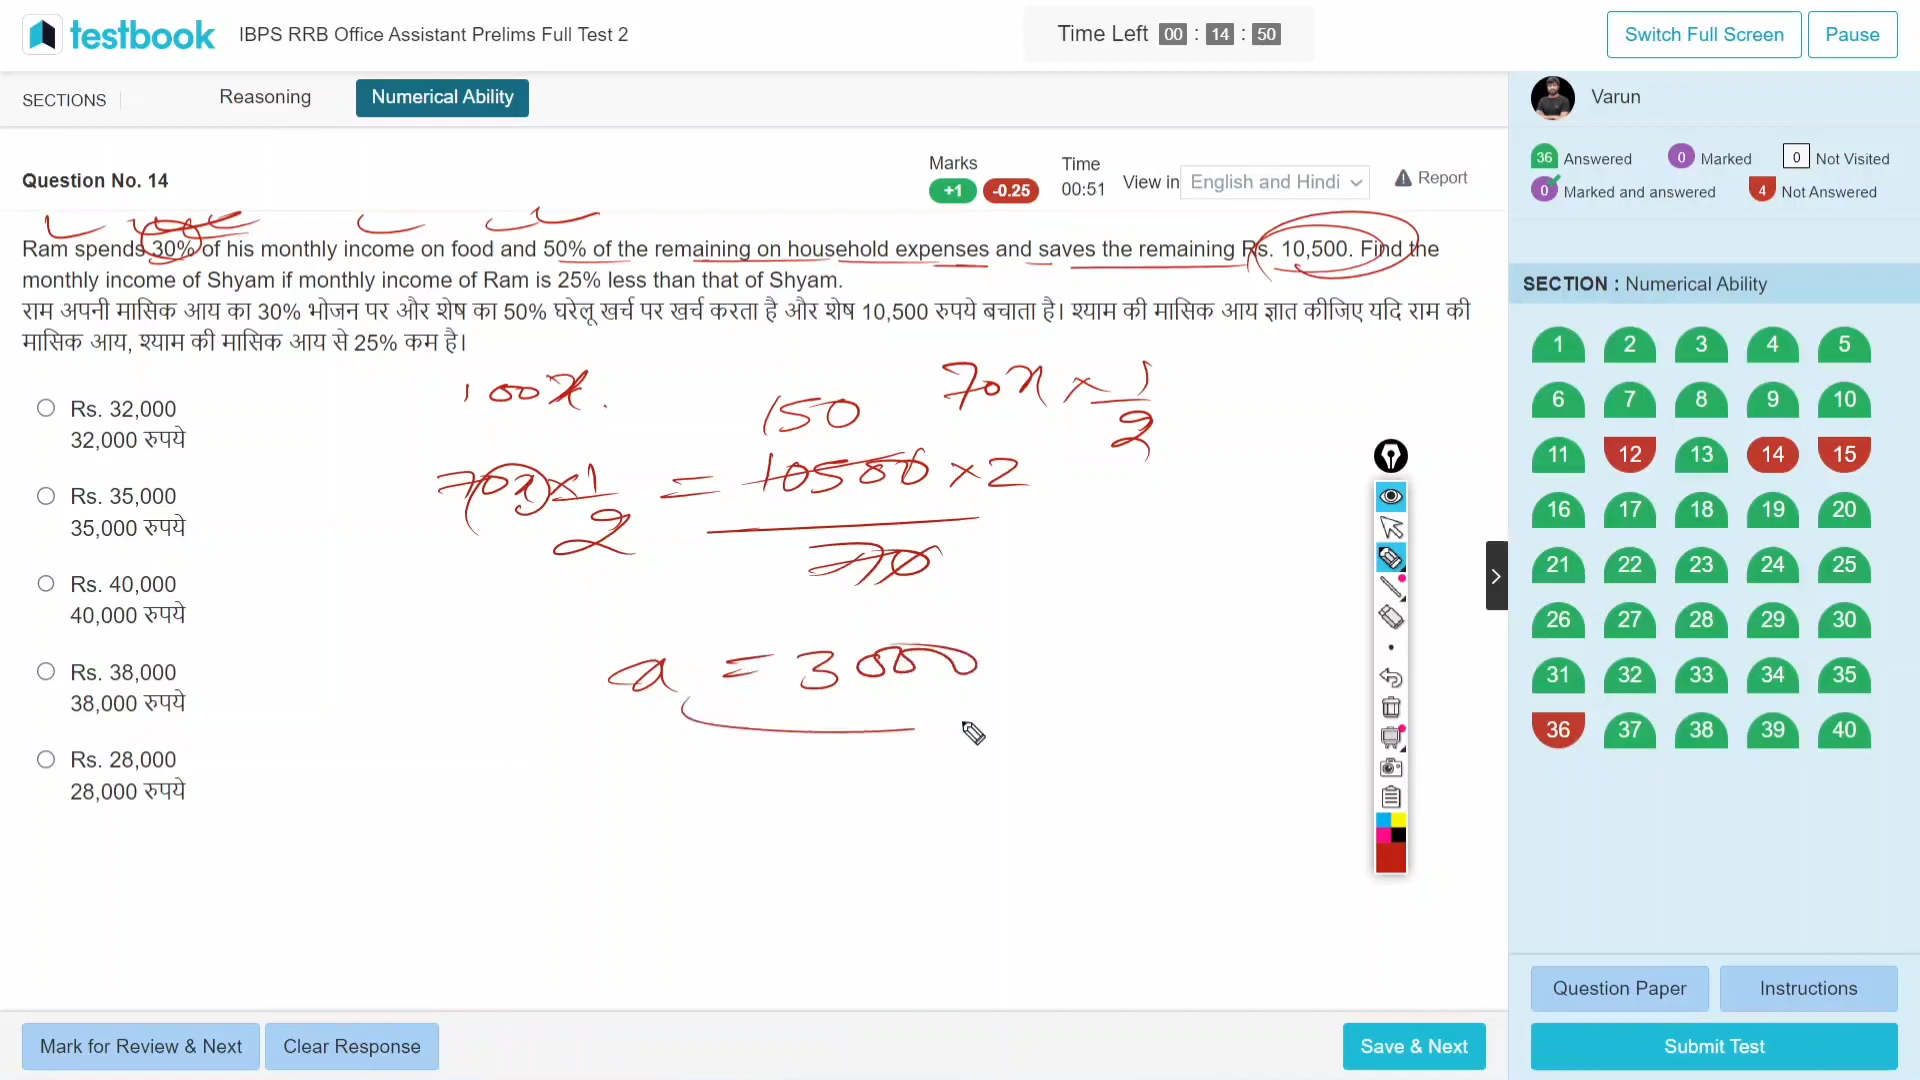 testbook IBPS RRB Office Assistant Prelims Full Test 2 Time Left 00 : 14 : 50 Switch Full Screen Pause
SECTIONS Reasoning Numerical Ability
Varun
36 Answered 0 Marked 0 Not Visited
0 Marked and answered 4 Not Answered
Question No. 14 Marks +1 -0.25 Time 00:51 View in English and Hindi Report
Ram spends 30% of his monthly income on food and 50% of the remaining on household expenses and saves the remaining Rs. 10,500. Find the
monthly income of Shyam if monthly income of Ram is 25% less than that of Shyam.
राम अपनी मासिक आय का 30% भोजन पर और शेष का 50% घरेलू खर्च पर खर्च करता है और शेष 10,500 रुपये बचाता है। श्याम की मासिक आय ज्ञात कीजिए यदि राम की
मासिक आय, श्याम की मासिक आय से 25% कम है।
100x
70x × 1/2
150
70x × 1/2 = 10500 × 2
70
= 30000
Rs. 32,000
32,000 रुपये
Rs. 35,000
35,000 रुपये
Rs. 40,000
40,000 रुपये
Rs. 38,000
38,000 रुपये
Rs. 28,000
28,000 रुपये
SECTION : Numerical Ability
1 2 3 4 5
6 7 8 9 10
11 12 13 14 15
16 17 18 19 20
21 22 23 24 25
26 27 28 29 30
31 32 33 34 35
36 37 38 39 40
Question Paper Instructions
Mark for Review & Next Clear Response Save & Next Submit Test